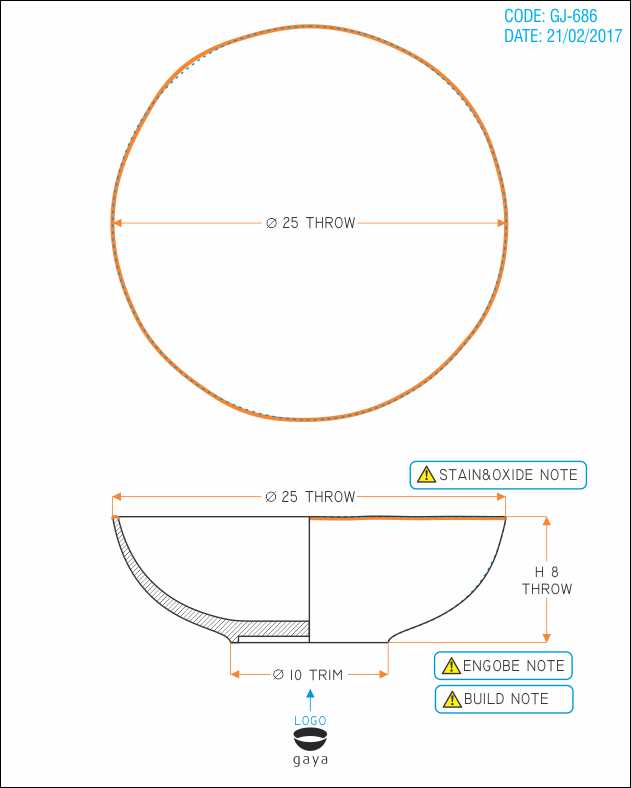 CODE: GJ-686
DATE: 21/02/2017
Ø 25 THROW
STAIN&OXIDE NOTE
Ø 25 THROW
H 8
THROW
ENGOBE NOTE
Ø 10 TRIM
BUILD NOTE
LOGO
gaya